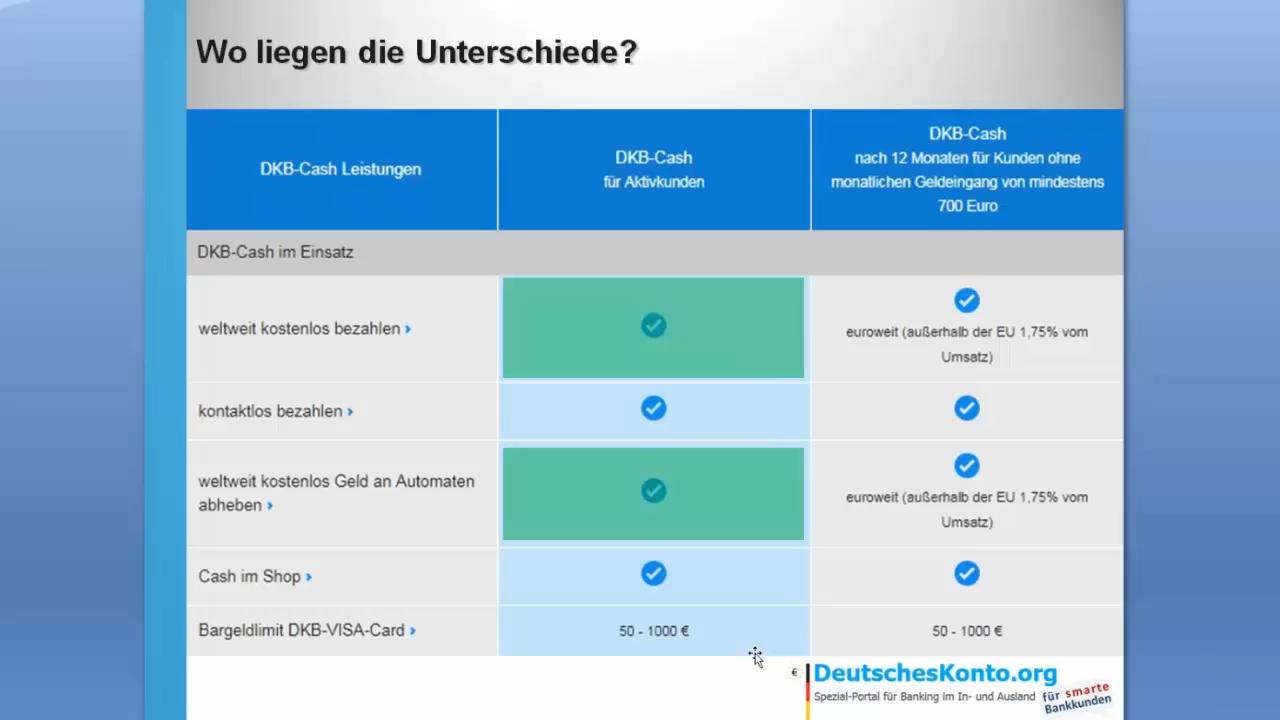 Wo liegen die Unterschiede?
DKB-Cash Leistungen
DKB-Cash
für Aktivkunden
DKB-Cash
nach 12 Monaten für Kunden ohne
monatlichen Geldeingang von mindestens
700 Euro
DKB-Cash im Einsatz
weltweit kostenlos bezahlen ›
euroweit (außerhalb der EU 1,75% vom
Umsatz)
kontaktlos bezahlen ›
weltweit kostenlos Geld an Automaten
abheben ›
euroweit (außerhalb der EU 1,75% vom
Umsatz)
Cash im Shop ›
Bargeldlimit DKB-VISA-Card ›
50 - 1000 €
50 - 1000 €
€
DeutschesKonto.org
Spezial-Portal für Banking im In- und Ausland
für smarte
Bankkunden